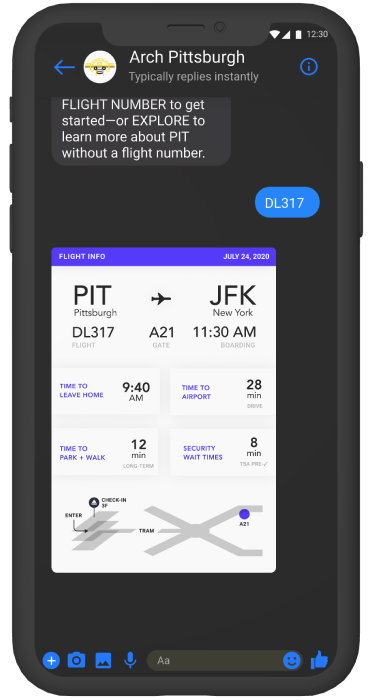 12:30
Arch Pittsburgh
Typically replies instantly
FLIGHT NUMBER to get
started—or EXPLORE to
learn more about PIT
without a flight number.
DL317
FLIGHT INFO JULY 24, 2020
PIT JFK
Pittsburgh New York
DL317 A21 11:30 AM
FLIGHT GATE BOARDING
TIME TO
LEAVE HOME
9:40
AM
TIME TO
AIRPORT
28
min
DRIVE
TIME TO
PARK + WALK
12
min
LONG-TERM
SECURITY
WAIT TIMES
8
min
TSA PRE✓
CHECK-IN
3F
ENTER
TRAM
A21
Aa